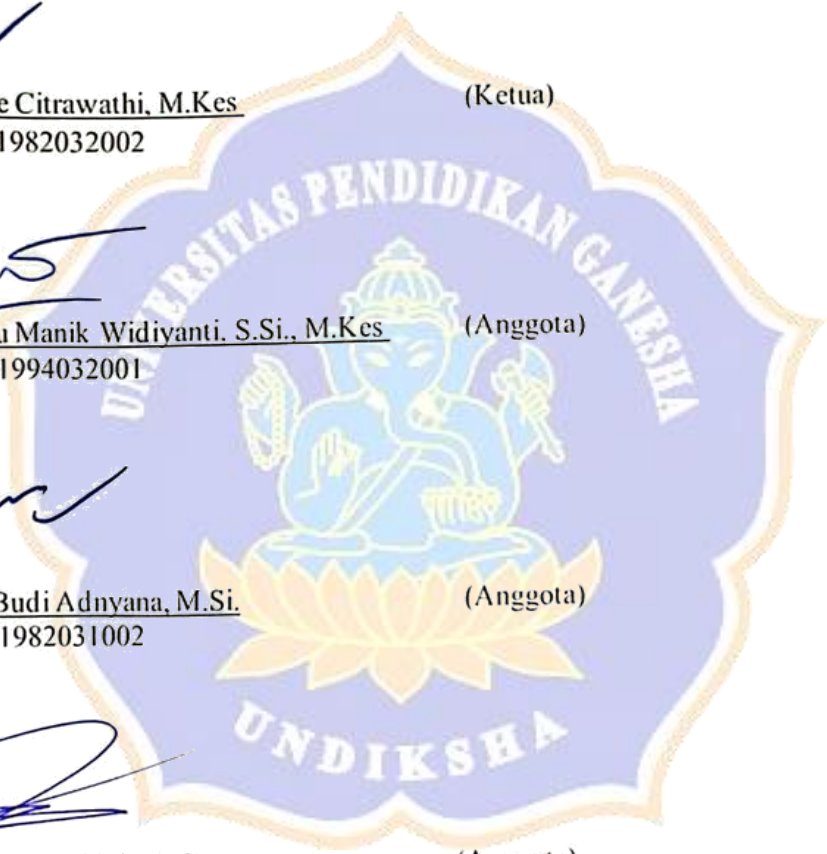 e Citrawathi, M.Kes (Ketua)
1982032002
UNIVERSITAS PENDIDIKAN GANESHA
u Manik Widiyanti, S.Si., M.Kes (Anggota)
1994032001
Budi Adnyana, M.Si. (Anggota)
1982031002
UNDIKSHA